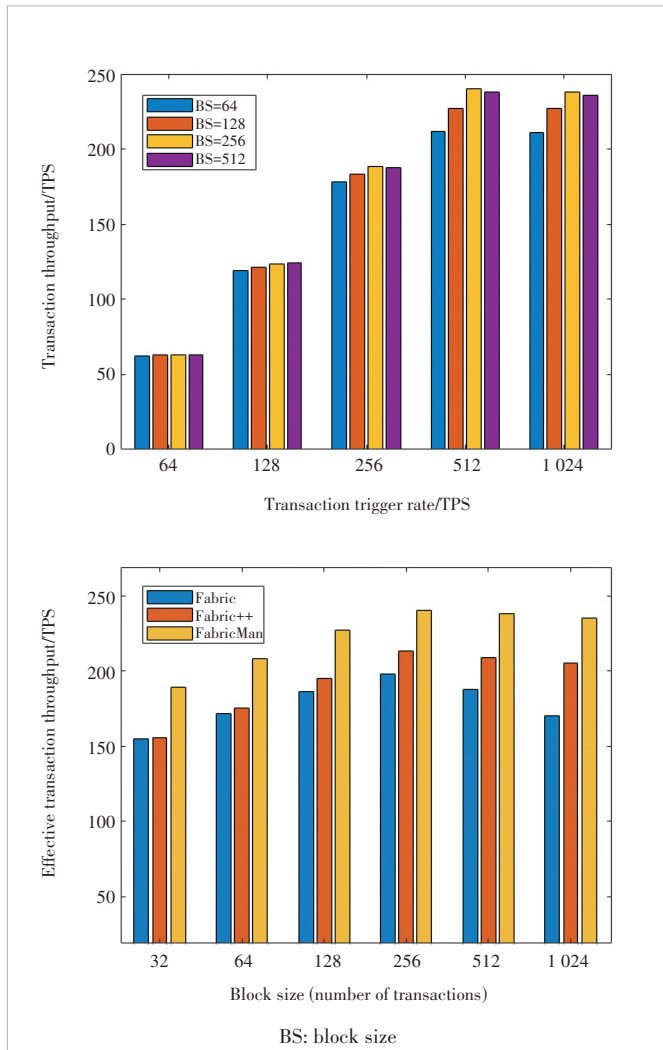 250
200
150
100
50
0
BS=64
BS=128
BS=256
BS=512
Transaction throughput/TPS
64 128 256 512 1 024
Transaction trigger rate/TPS
250
200
150
100
50
Fabric
Fabric++
FabricMan
Effective transaction throughput/TPS
32 64 128 256 512 1 024
Block size (number of transactions)
BS: block size